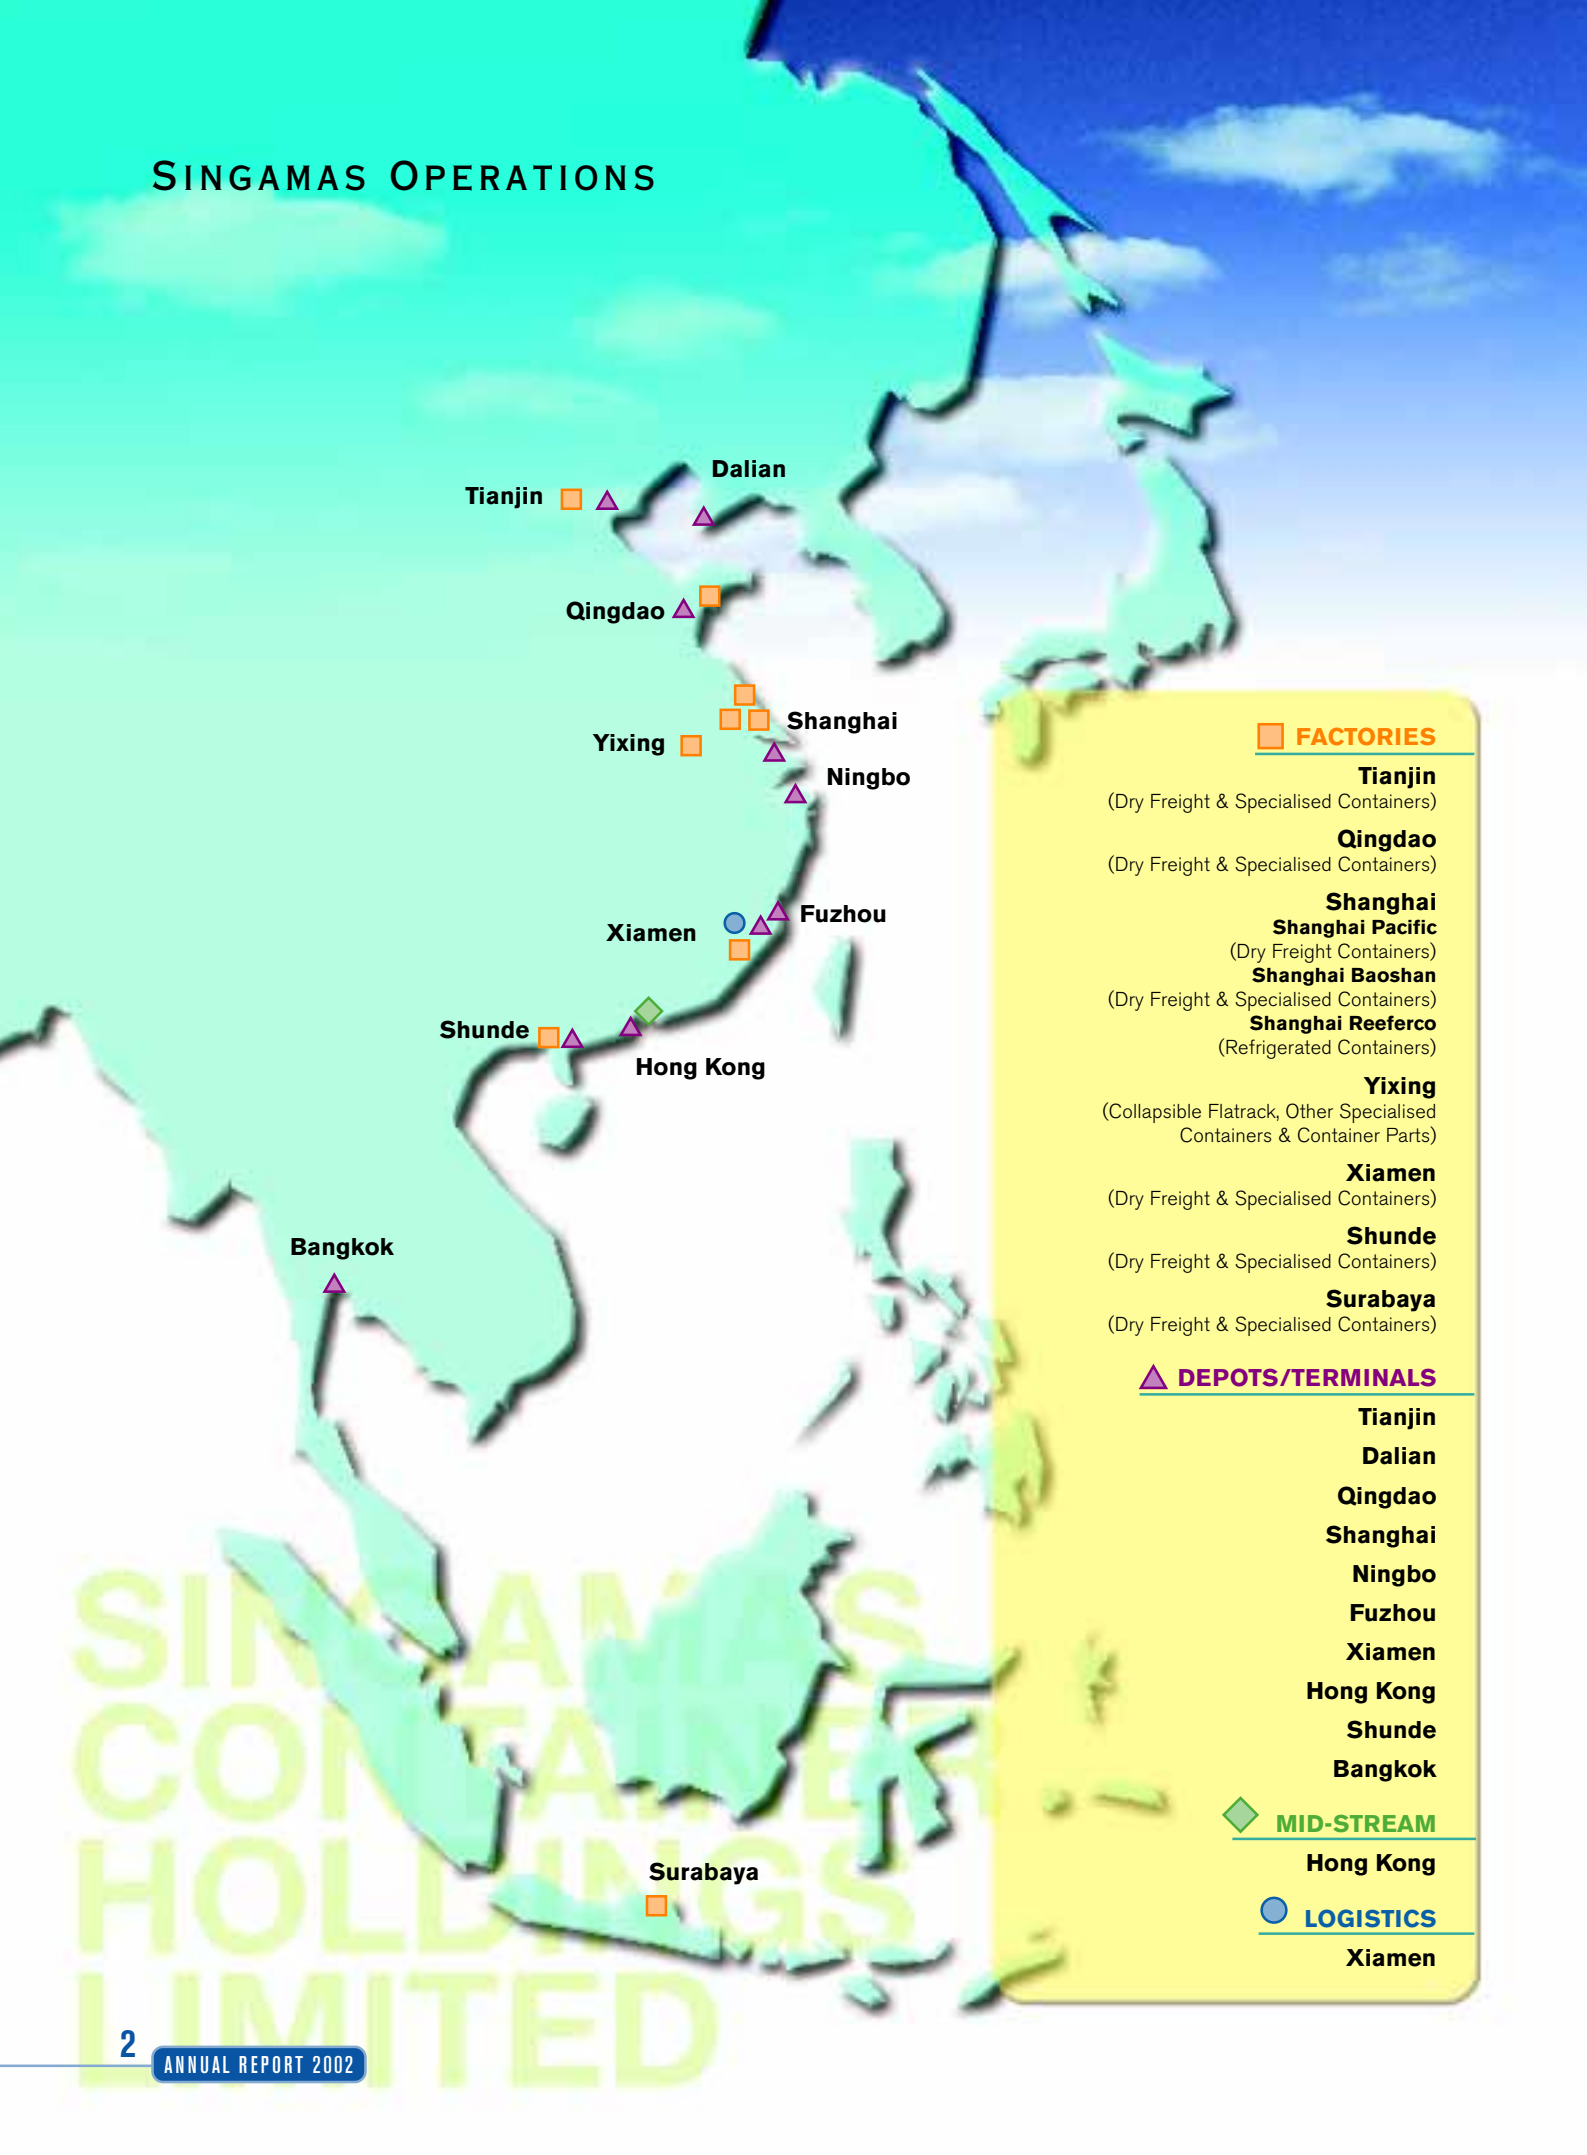 SINGAMAS OPERATIONS
Dalian
Tianjin
Qingdao
Shanghai
Yixing
Ningbo
Fuzhou
Xiamen
Shunde
Hong Kong
Bangkok
Surabaya
FACTORIES
Tianjin
(Dry Freight & Specialised Containers)
Qingdao
(Dry Freight & Specialised Containers)
Shanghai
Shanghai Pacific
(Dry Freight Containers)
Shanghai Baoshan
(Dry Freight & Specialised Containers)
Shanghai Reeferco
(Refrigerated Containers)
Yixing
(Collapsible Flatrack, Other Specialised
Containers & Container Parts)
Xiamen
(Dry Freight & Specialised Containers)
Shunde
(Dry Freight & Specialised Containers)
Surabaya
(Dry Freight & Specialised Containers)
DEPOTS/TERMINALS
Tianjin
Dalian
Qingdao
Shanghai
Ningbo
Fuzhou
Xiamen
Hong Kong
Shunde
Bangkok
MID-STREAM
Hong Kong
LOGISTICS
Xiamen
SINGAMAS
CONTAINER
HOLDINGS
LIMITED
2
ANNUAL REPORT 2002